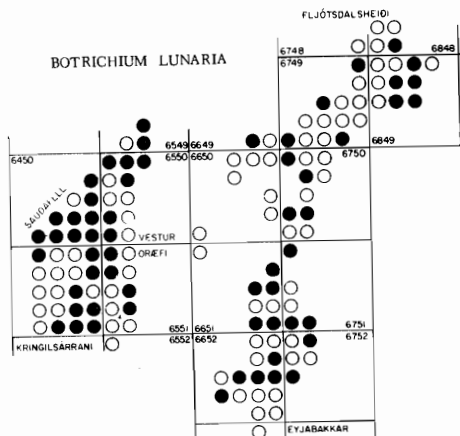 FLJÓTSDALSHEIÐI
BOTRICHIUM LUNARIA
6748 6848
6749
6849
6549 6649
6450 6550 6650 6750
SAUÐAFELL
VESTUR
ÖRÆFI
6551 6651 6751
KRINGILSÁRRANI 6552 6652 6752
EYJABAKKAR